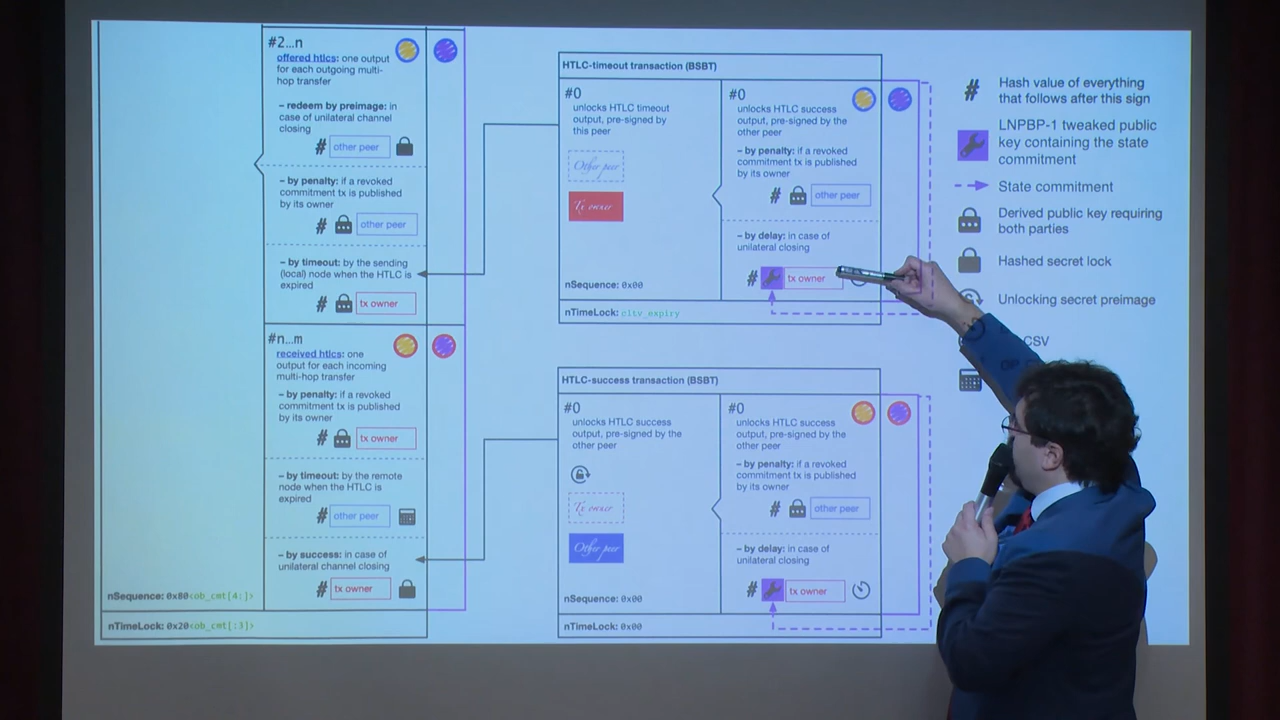 #2...n
offered htlcs: one output
for each outgoing multi-
hop transfer
– redeem by preimage: in
case of unilateral channel
closing
# other peer
– by penalty: if a revoked
commitment tx is published
by its owner
# other peer
– by timeout: by the sending
(local) node when the HTLC is
expired
# tx owner
#n...m
received htlcs: one
output for each incoming
multi-hop transfer
– by penalty: if a revoked
commitment tx is published
by its owner
# tx owner
– by timeout: by the remote
node when the HTLC is
expired
# other peer
– by success: in case of
unilateral channel closing
# tx owner
nSequence: 0x80<ob_cmt[4:]>
nTimeLock: 0x20<ob_cmt[:3]>
HTLC-timeout transaction (BSBT)
#0
unlocks HTLC timeout
output, pre-signed by
this peer
Other peer
Tx owner
nSequence: 0x00
#0
unlocks HTLC success
output, pre-signed by the
other peer
– by penalty: if a revoked
commitment tx is published
by its owner
# other peer
– by delay: in case of
unilateral closing
# tx owner
nTimeLock: cltv_expiry
HTLC-success transaction (BSBT)
#0
unlocks HTLC success
output, pre-signed by the
other peer
Tx owner
Other peer
nSequence: 0x00
#0
unlocks HTLC success
output, pre-signed by the
other peer
– by penalty: if a revoked
commitment tx is published
by its owner
# other peer
– by delay: in case of
unilateral closing
# tx owner
nTimeLock: 0x00
# Hash value of everything
that follows after this sign
LNPBP-1 tweaked public
key containing the state
commitment
State commitment
Derived public key requiring
both parties
Hashed secret lock
Unlocking secret preimage
CSV